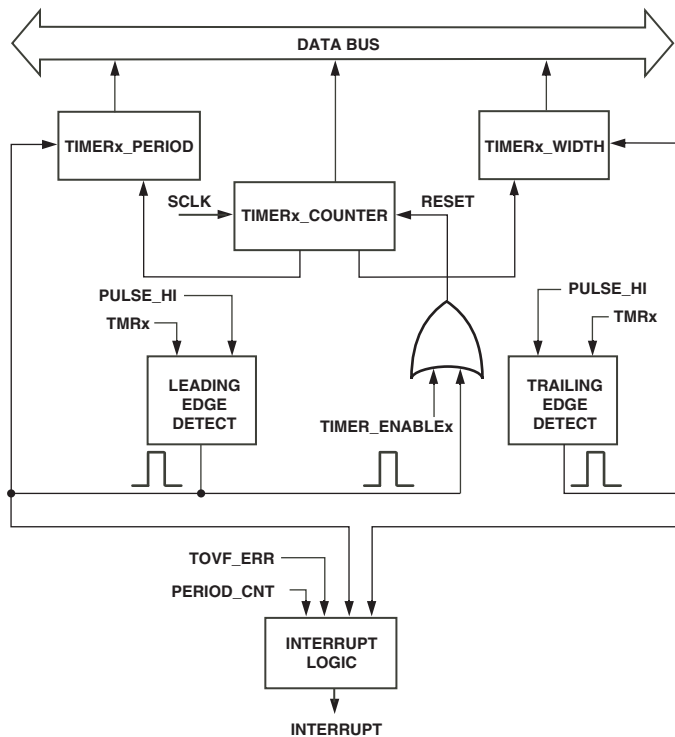 DATA BUS
TIMERx_PERIOD
TIMERx_WIDTH
SCLK
TIMERx_COUNTER
RESET
PULSE_HI
TMRx
PULSE_HI
TMRx
LEADING
EDGE
DETECT
TIMER_ENABLEx
TRAILING
EDGE
DETECT
TOVF_ERR
PERIOD_CNT
INTERRUPT
LOGIC
INTERRUPT